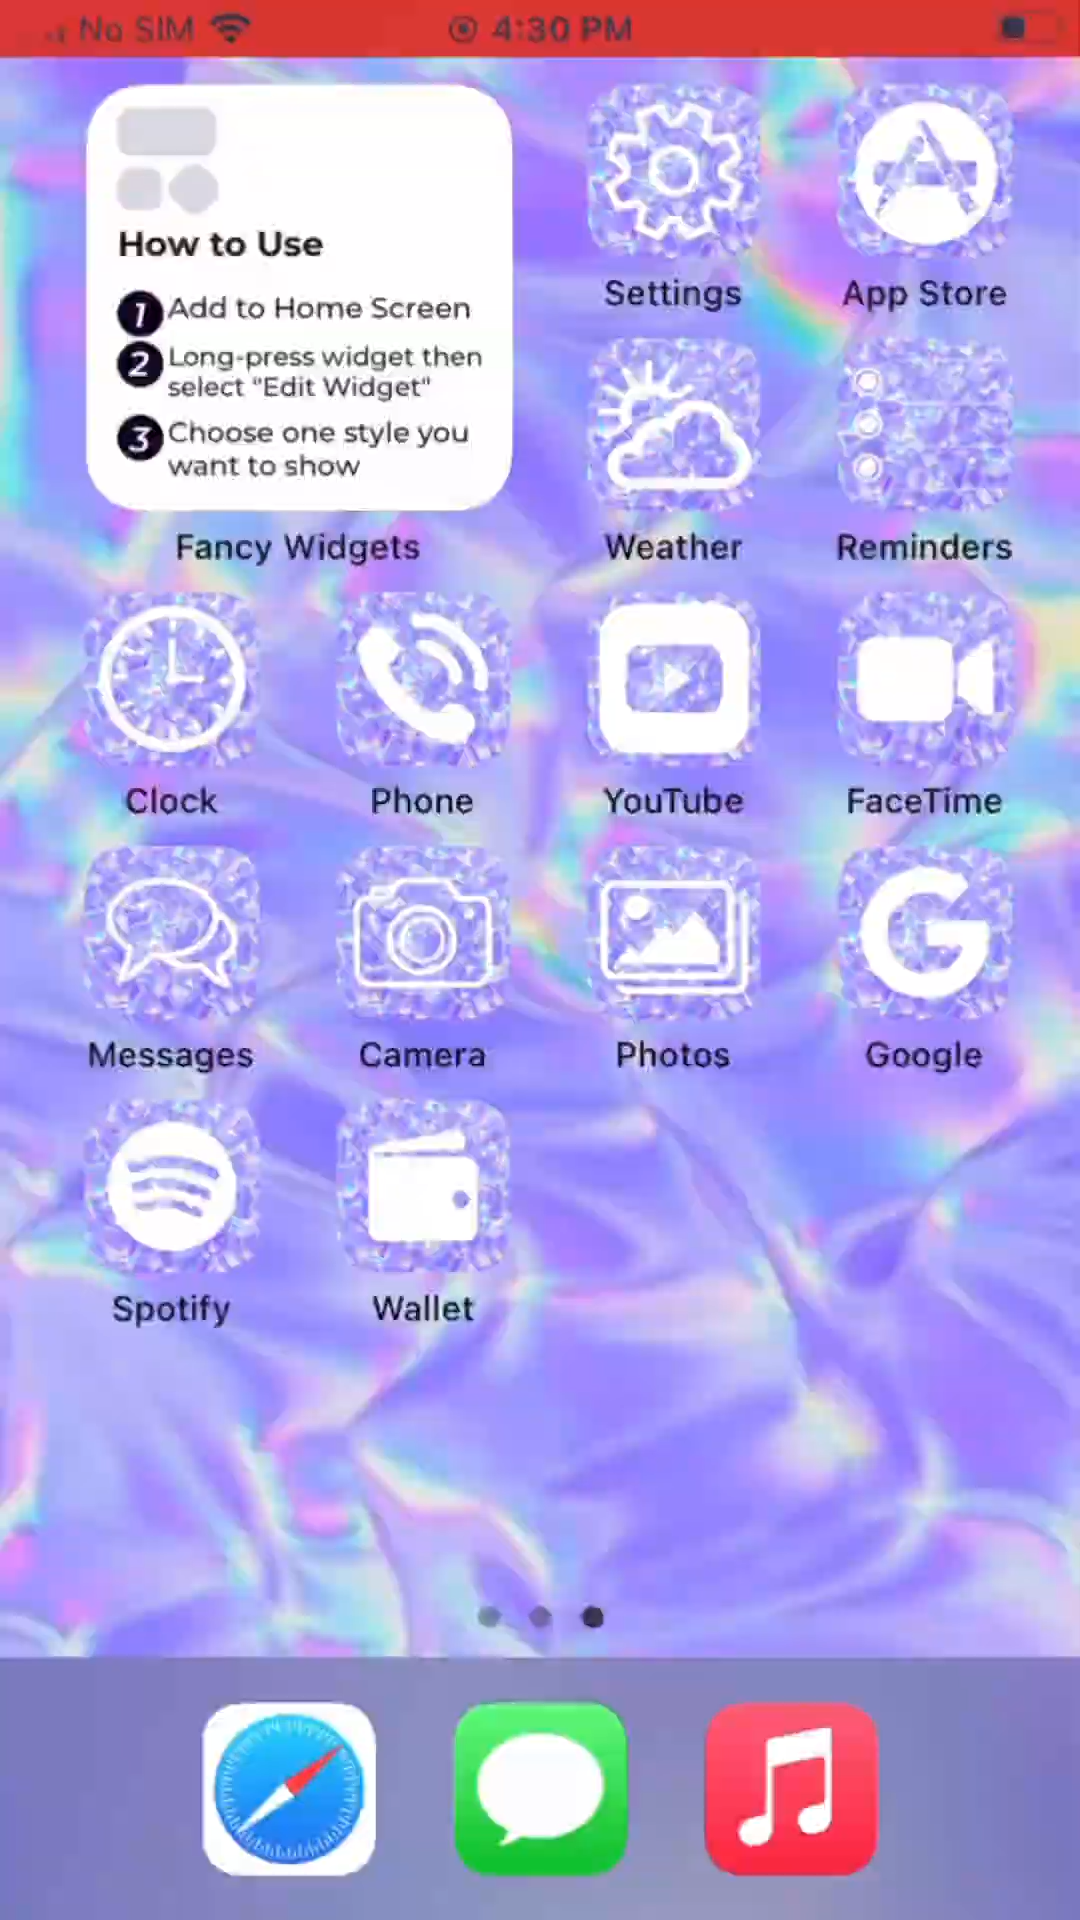 No SIM 4:30 PM
How to Use
1 Add to Home Screen
2 Long-press widget then
select "Edit Widget"
3 Choose one style you
want to show
Fancy Widgets
Settings App Store
Weather Reminders
Clock Phone YouTube FaceTime
Messages Camera Photos Google
Spotify Wallet